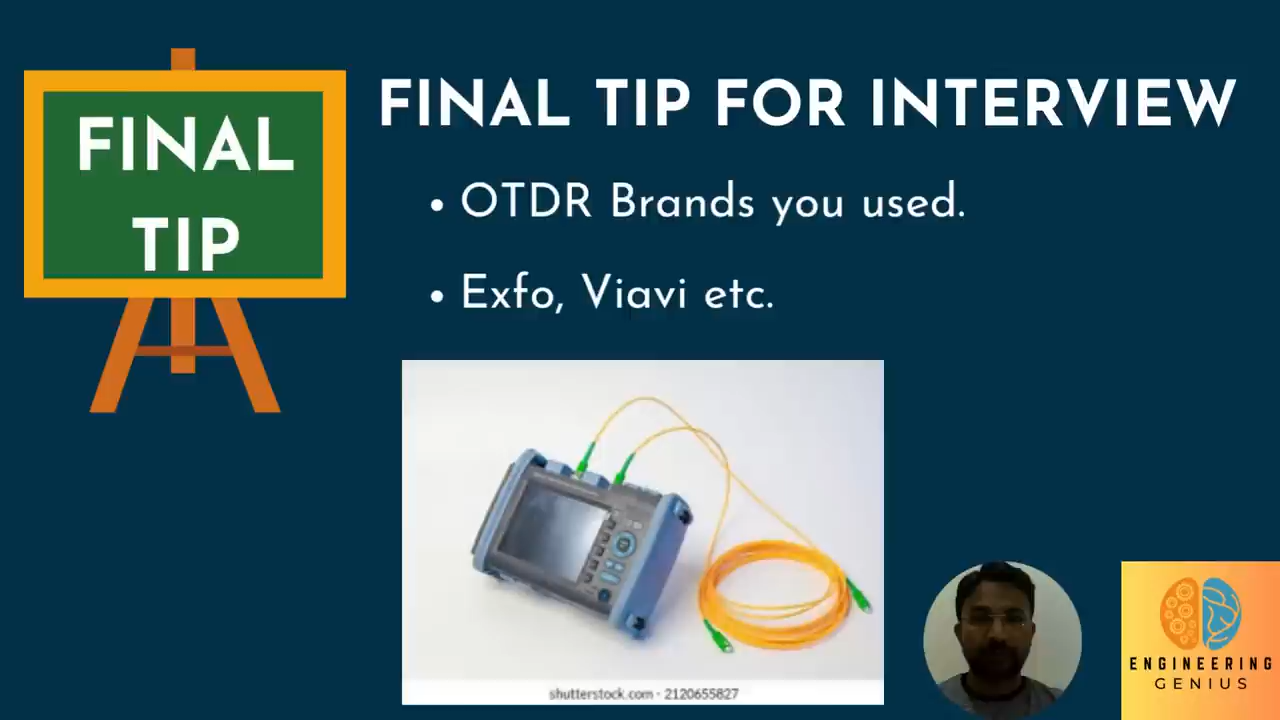 FINAL
TIP
FINAL TIP FOR INTERVIEW
• OTDR Brands you used.
• Exfo, Viavi etc.
shutterstock.com · 2120655827
ENGINEERING
GENIUS